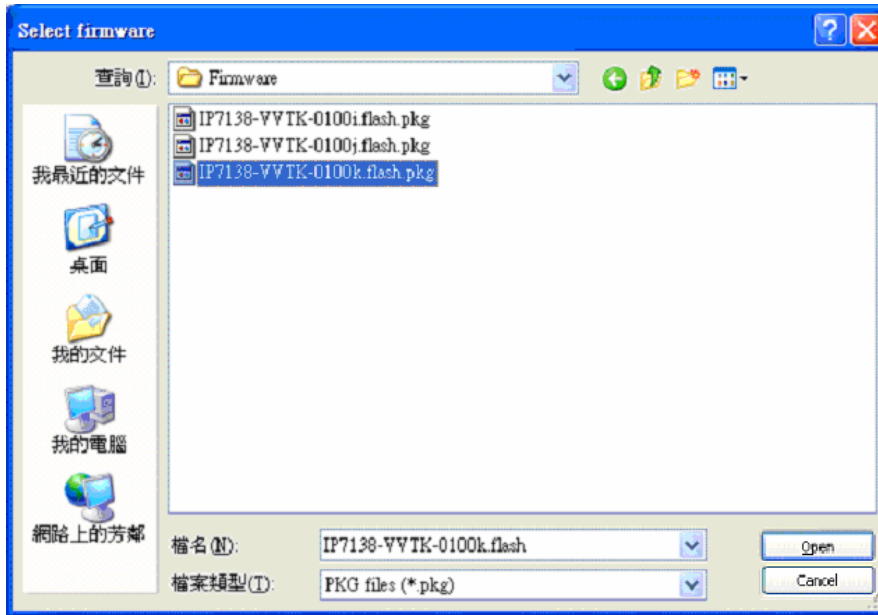 Select firmware
查詢(I): Firmware
IP7138-VVTK-0100i.flash.pkg
IP7138-VVTK-0100j.flash.pkg
IP7138-VVTK-0100k.flash.pkg
我最近的文件
桌面
我的文件
我的電腦
網路上的芳鄰
檔名(N): IP7138-VVTK-0100k.flash Open
檔案類型(T): PKG files (*.pkg) Cancel